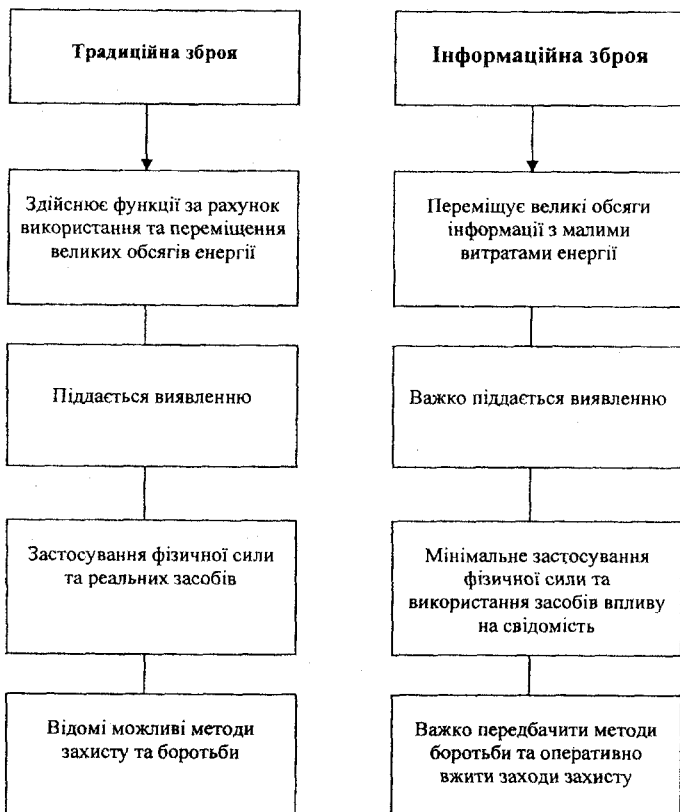 Традиційна зброя
Здійснює функції за рахунок
використання та переміщення
великих обсягів енергії
Піддається виявленню
Застосування фізичної сили
та реальних засобів
Відомі можливі методи
захисту та боротьби
Інформаційна зброя
Переміщує великі обсяги
інформації з малими
витратами енергії
Важко піддається виявленню
Мінімальне застосування
фізичної сили та
використання засобів впливу
на свідомість
Важко передбачити методи
боротьби та оперативно
вжити заходи захисту